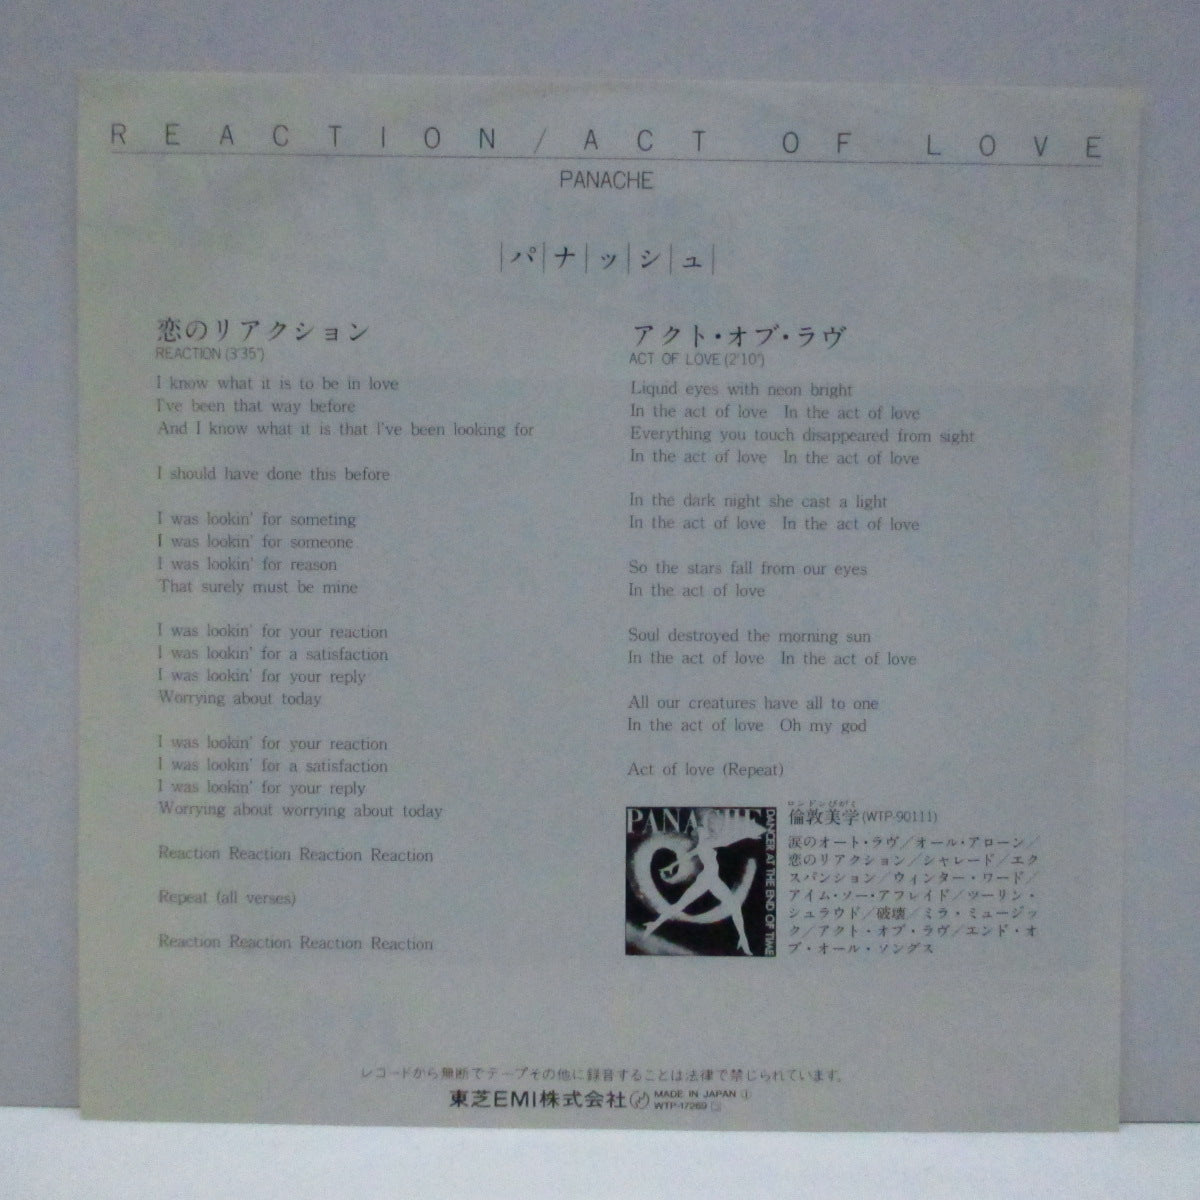 REACTION/ACT OF LOVE
PANACHE
|パ|ナ|ッ|シ|ュ|
恋のリアクション
REACTION (3'35")
I know what it is to be in love
I've been that way before
And I know what it is that I've been looking for
I should have done this before
I was lookin' for someting
I was lookin' for someone
I was lookin' for reason
That surely must be mine
I was lookin' for your reaction
I was lookin' for a satisfaction
I was lookin' for your reply
Worrying about today
I was lookin' for your reaction
I was lookin' for a satisfaction
I was lookin' for your reply
Worrying about worrying about today
Reaction Reaction Reaction Reaction
Repeat (all verses)
Reaction Reaction Reaction Reaction
アクト・オブ・ラヴ
ACT OF LOVE (2'10")
Liquid eyes with neon bright
In the act of love In the act of love
Everything you touch disappeared from sight
In the act of love In the act of love
In the dark night she cast a light
In the act of love In the act of love
So the stars fall from our eyes
In the act of love
Soul destroyed the morning sun
In the act of love In the act of love
All our creatures have all to one
In the act of love Oh my god
Act of love (Repeat)
PANACHE
DANCER AT THE END OF TIME
ロンドンびがく
倫敦美学(WTP-90111)
涙のオート・ラヴ／オール・アローン／
恋のリアクション／シャレード／エク
スパンション／ウィンター・ワード／
アイム・ソー・アフレイド／ツーリン・
シュラウド／破壊／ミラ・ミュージッ
ク／アクト・オブ・ラヴ／エンド・オ
ブ・オール・ソングス
レコードから無断でテープその他に録音することは法律で禁じられています。
東芝EMI株式会社
MADE IN JAPAN
WTP-17269